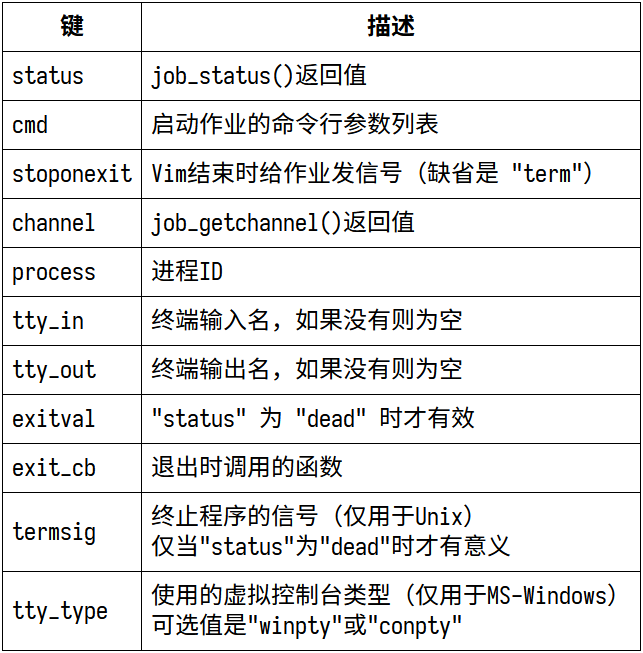 键 描述
status job_status()返回值
cmd 启动作业的命令行参数列表
stoponexit Vim结束时给作业发信号（缺省是 "term"）
channel job_getchannel()返回值
process 进程ID
tty_in 终端输入名，如果没有则为空
tty_out 终端输出名，如果没有则为空
exitval "status" 为 "dead" 时才有效
exit_cb 退出时调用的函数
termsig 终止程序的信号（仅用于Unix）
仅当"status"为"dead"时才有意义
tty_type 使用的虚拟控制台类型（仅用于MS-Windows）
可选值是"winpty"或"conpty"